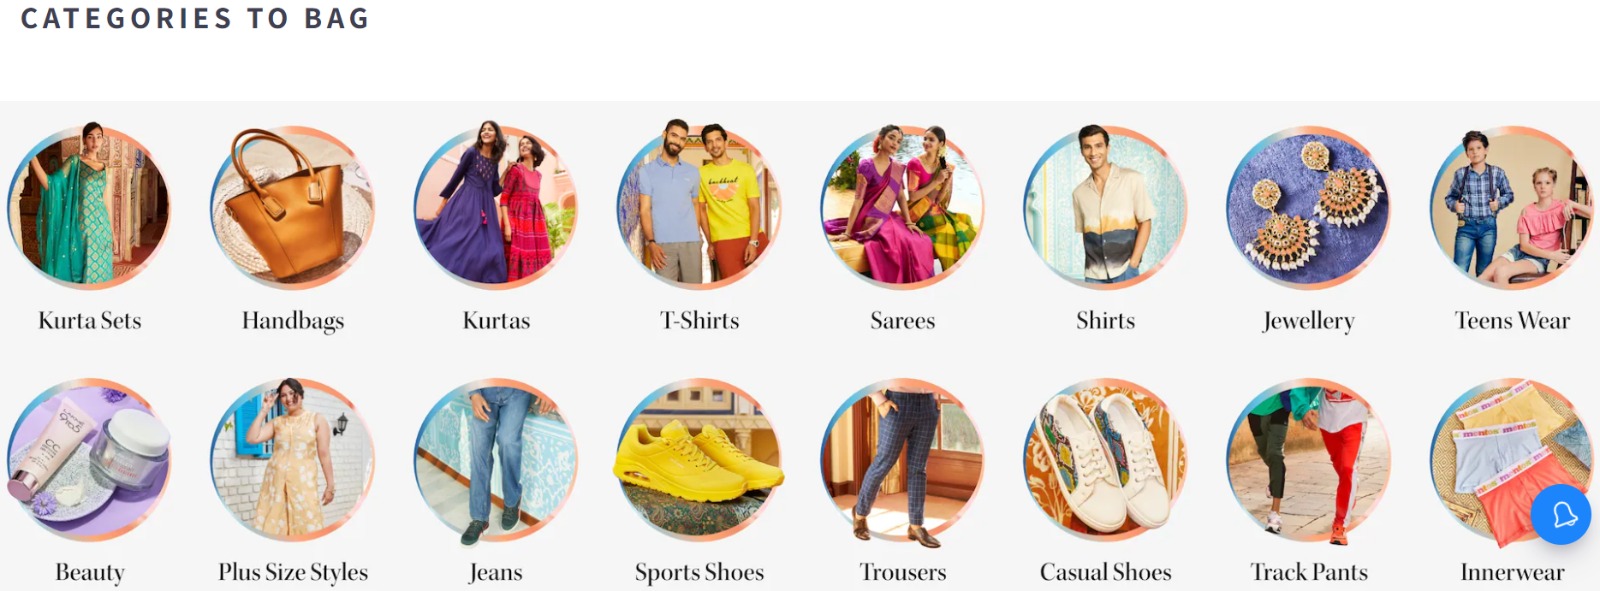 CATEGORIES TO BAG
Kurta Sets
Handbags
Kurtas
T-Shirts
Sarees
Shirts
Jewellery
Teens Wear
Beauty
Plus Size Styles
Jeans
Sports Shoes
Trousers
Casual Shoes
Track Pants
Innerwear